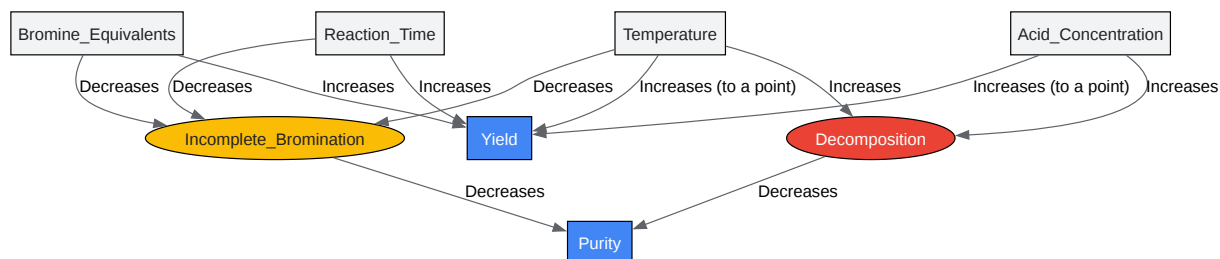 Bromine_Equivalents
Reaction_Time
Temperature
Acid_Concentration
Decreases
Decreases
Increases
Increases
Decreases
Increases (to a point)
Increases
Increases (to a point)
Increases
Incomplete_Bromination
Yield
Decomposition
Decreases
Decreases
Purity